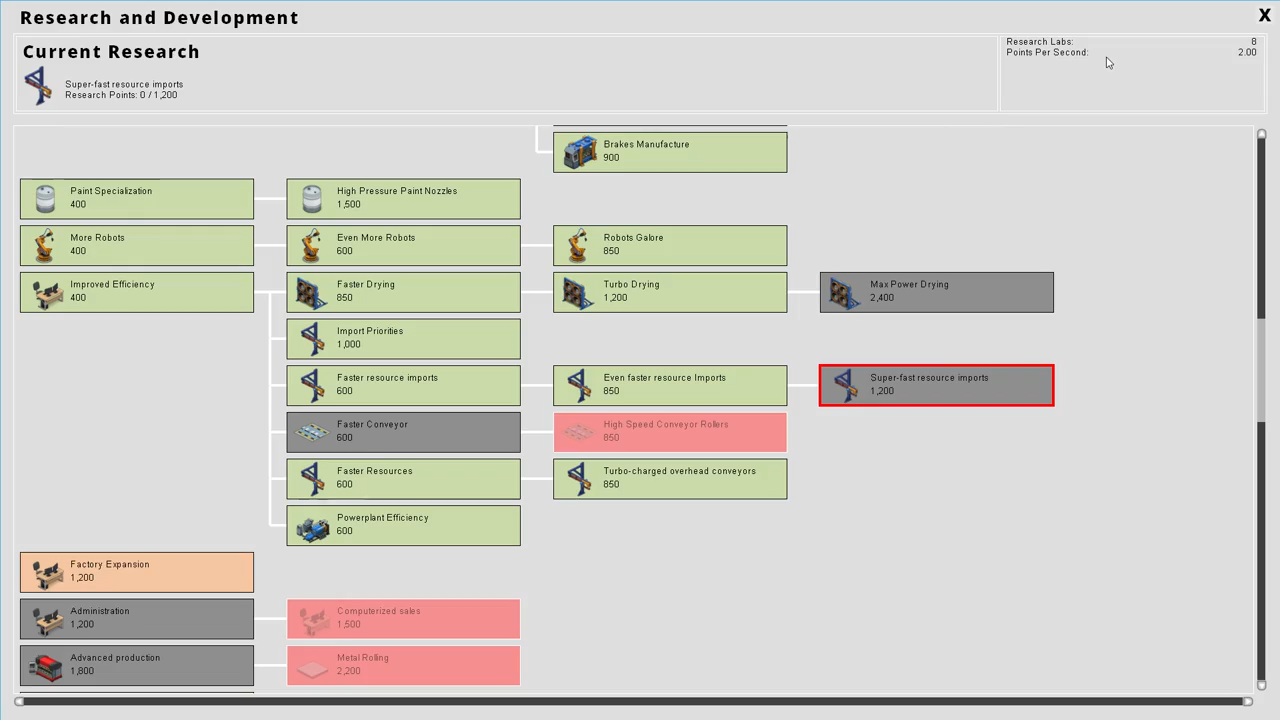 Research and Development
X
Current Research
Super-fast resource imports
Research Points: 0 / 1,200
Research Labs: 8
Points Per Second: 2.00
Brakes Manufacture
900
Paint Specialization
400
High Pressure Paint Nozzles
1,500
More Robots
400
Even More Robots
600
Robots Galore
850
Improved Efficiency
400
Faster Drying
850
Turbo Drying
1,200
Max Power Drying
2,400
Import Priorities
1,000
Faster resource imports
600
Even faster resource Imports
850
Super-fast resource imports
1,200
Faster Conveyor
600
High Speed Conveyor Rollers
850
Faster Resources
600
Turbo-charged overhead conveyors
850
Powerplant Efficiency
600
Factory Expansion
1,200
Administration
1,200
Computerized sales
1,500
Advanced production
1,800
Metal Rolling
2,200